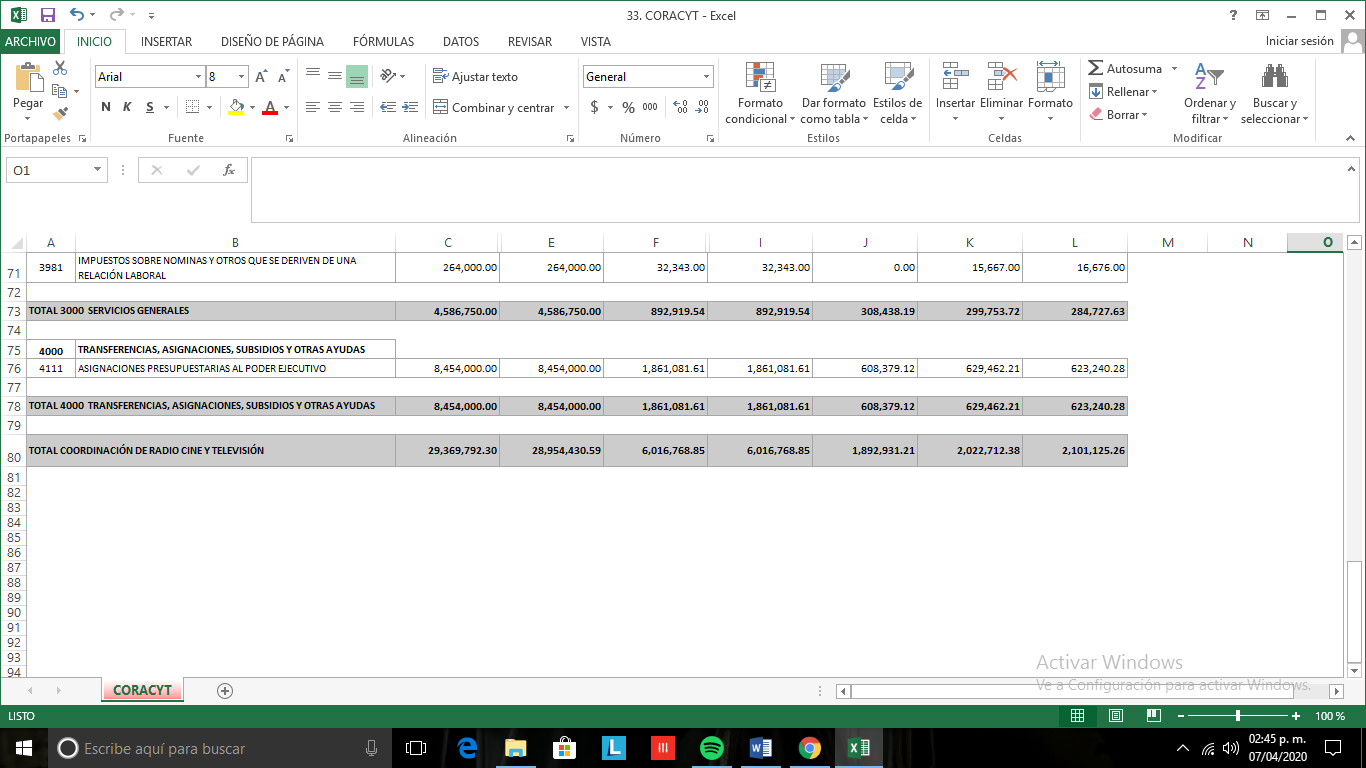 33. CORACYT - Excel
?
ARCHIVO INICIO INSERTAR DISEÑO DE PÁGINA FÓRMULAS DATOS REVISAR VISTA Iniciar sesión
Pegar
Arial 8 A A
N K S A
Ajustar texto
Combinar y centrar
General
$ % 000
Formato condicional
Dar formato como tabla
Estilos de celda
Insertar Eliminar Formato
Autosuma
Rellenar
Borrar
Ordenar y filtrar
Buscar y seleccionar
Portapapeles Fuente Alineación Número Estilos Celdas Modificar
O1 fx
A B C E F I J K L M N O
71 3981 IMPUESTOS SOBRE NOMINAS Y OTROS QUE SE DERIVEN DE UNA
RELACIÓN LABORAL 264,000.00 264,000.00 32,343.00 32,343.00 0.00 15,667.00 16,676.00
72
73 TOTAL 3000 SERVICIOS GENERALES 4,586,750.00 4,586,750.00 892,919.54 892,919.54 308,438.19 299,753.72 284,727.63
74
75 4000 TRANSFERENCIAS, ASIGNACIONES, SUBSIDIOS Y OTRAS AYUDAS
76 4111 ASIGNACIONES PRESUPUESTARIAS AL PODER EJECUTIVO 8,454,000.00 8,454,000.00 1,861,081.61 1,861,081.61 608,379.12 629,462.21 623,240.28
77
78 TOTAL 4000 TRANSFERENCIAS, ASIGNACIONES, SUBSIDIOS Y OTRAS AYUDAS 8,454,000.00 8,454,000.00 1,861,081.61 1,861,081.61 608,379.12 629,462.21 623,240.28
79
80 TOTAL COORDINACIÓN DE RADIO CINE Y TELEVISIÓN 29,369,792.30 28,954,430.59 6,016,768.85 6,016,768.85 1,892,931.21 2,022,712.38 2,101,125.26
81
82
83
84
85
86
87
88
89
90
91
92
93
94
Activar Windows
Ve a Configuración para activar Windows.
CORACYT
LISTO 100 %
Escribe aquí para buscar
02:45 p. m.
07/04/2020